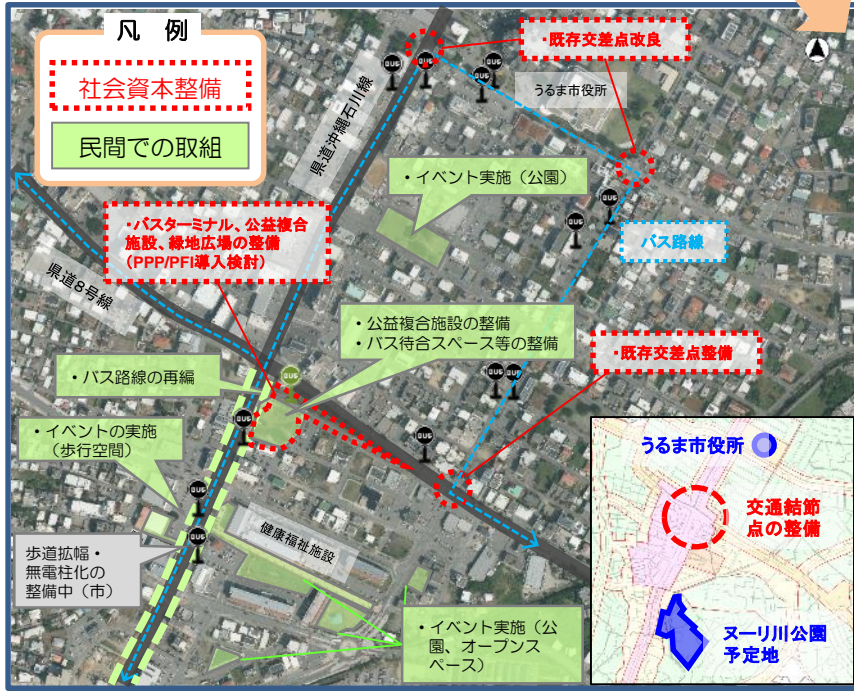 凡 例
社会資本整備
民間での取組
・既存交差点改良
うるま市役所
県道沖縄石川線
・イベント実施（公園）
・バスターミナル、公益複合
施設、緑地広場の整備
（PPP/PFI導入検討）
バス路線
県道8号線
・公益複合施設の整備
・バス待合スペース等の整備
・既存交差点整備
・バス路線の再編
・イベントの実施
（歩行空間）
健康福祉施設
歩道拡幅・
無電柱化の
整備中（市）
・イベント実施（公
園、オープンス
ペース）
うるま市役所
交通結節
点の整備
ヌーリ川公園
予定地
BUS
BUS
BUS
BUS
BUS
BUS
BUS
BUS
BUS
BUS
BUS
BUS
BUS